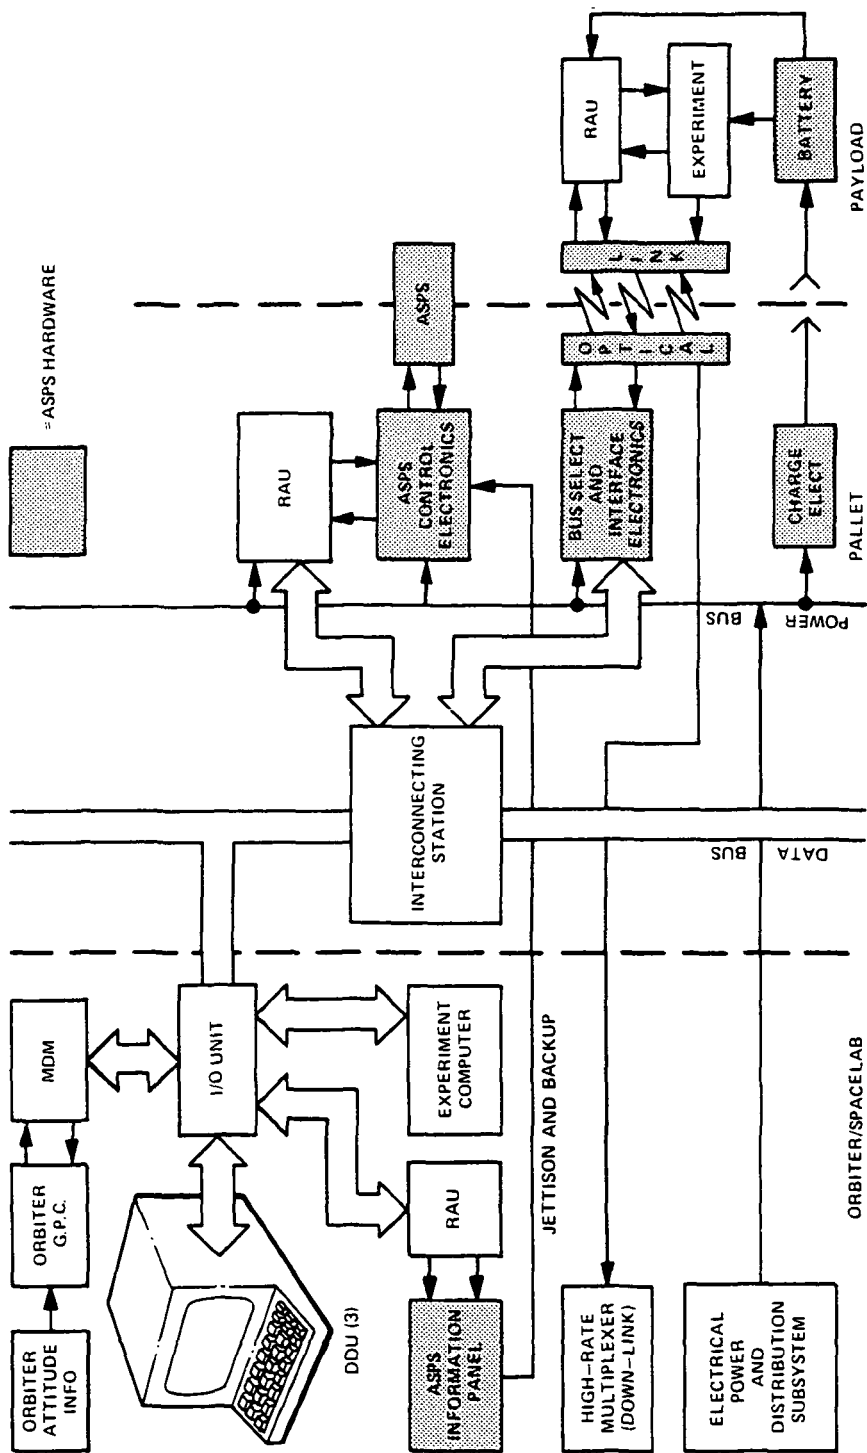 ORBITER
ATTITUDE
INFO
ORBITER
G.P.C.
MDM
= ASPS HARDWARE
DDU (3)
I/O UNIT
RAU
ASPS
ASPS
INFORMATION
PANEL
RAU
EXPERIMENT
COMPUTER
INTERCONNECTING
STATION
ASPS
CONTROL
ELECTRONICS
JETTISON AND BACKUP
HIGH-RATE
MULTIPLEXER
(DOWN-LINK)
BUS SELECT
AND
INTERFACE
ELECTRONICS
OPTICAL
LINK
RAU
EXPERIMENT
ELECTRICAL
POWER
AND
DISTRIBUTION
SUBSYSTEM
DATA
BUS
POWER
BUS
CHARGE
ELECT
BATTERY
ORBITER/SPACELAB
PALLET
PAYLOAD